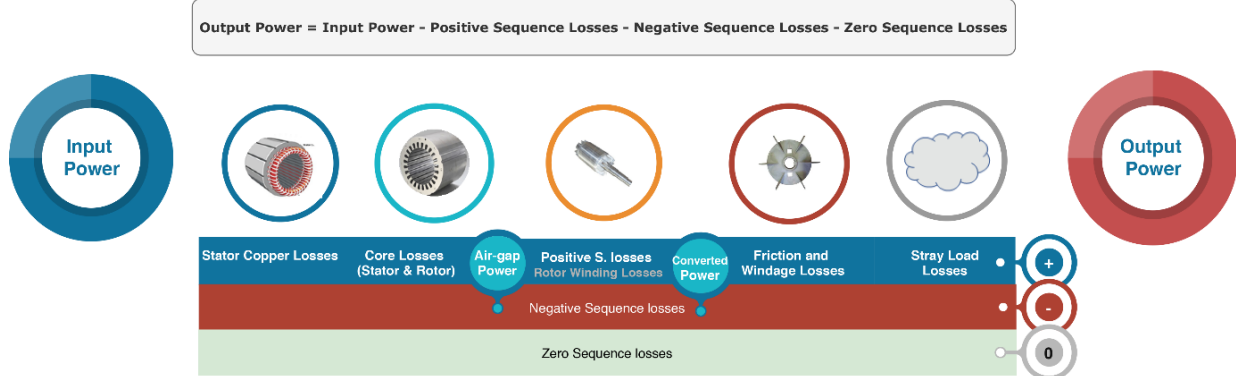 Output Power = Input Power - Positive Sequence Losses - Negative Sequence Losses - Zero Sequence Losses
Input
Power
Output
Power
Stator Copper Losses
Core Losses
(Stator & Rotor)
Air-gap
Power
Positive S. losses
Rotor Winding Losses
Converted
Power
Friction and
Windage Losses
Stray Load
Losses
+
Negative Sequence losses
-
Zero Sequence losses
0